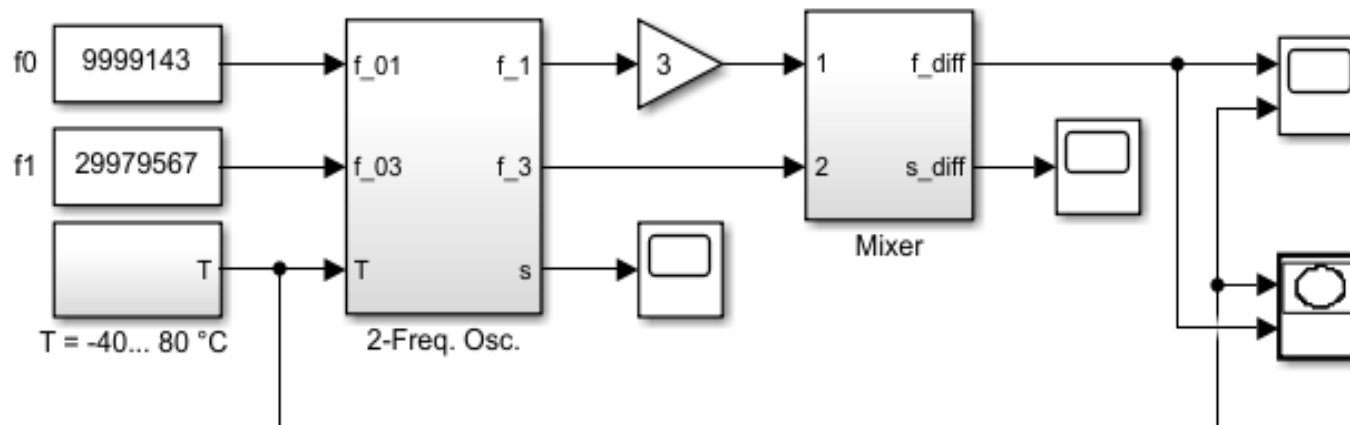 f0
9999143
f_01
f_1
3
1
f_diff
f1
29979567
f_03
f_3
2
s_diff
Mixer
T
T
s
T = -40... 80 °C
2-Freq. Osc.